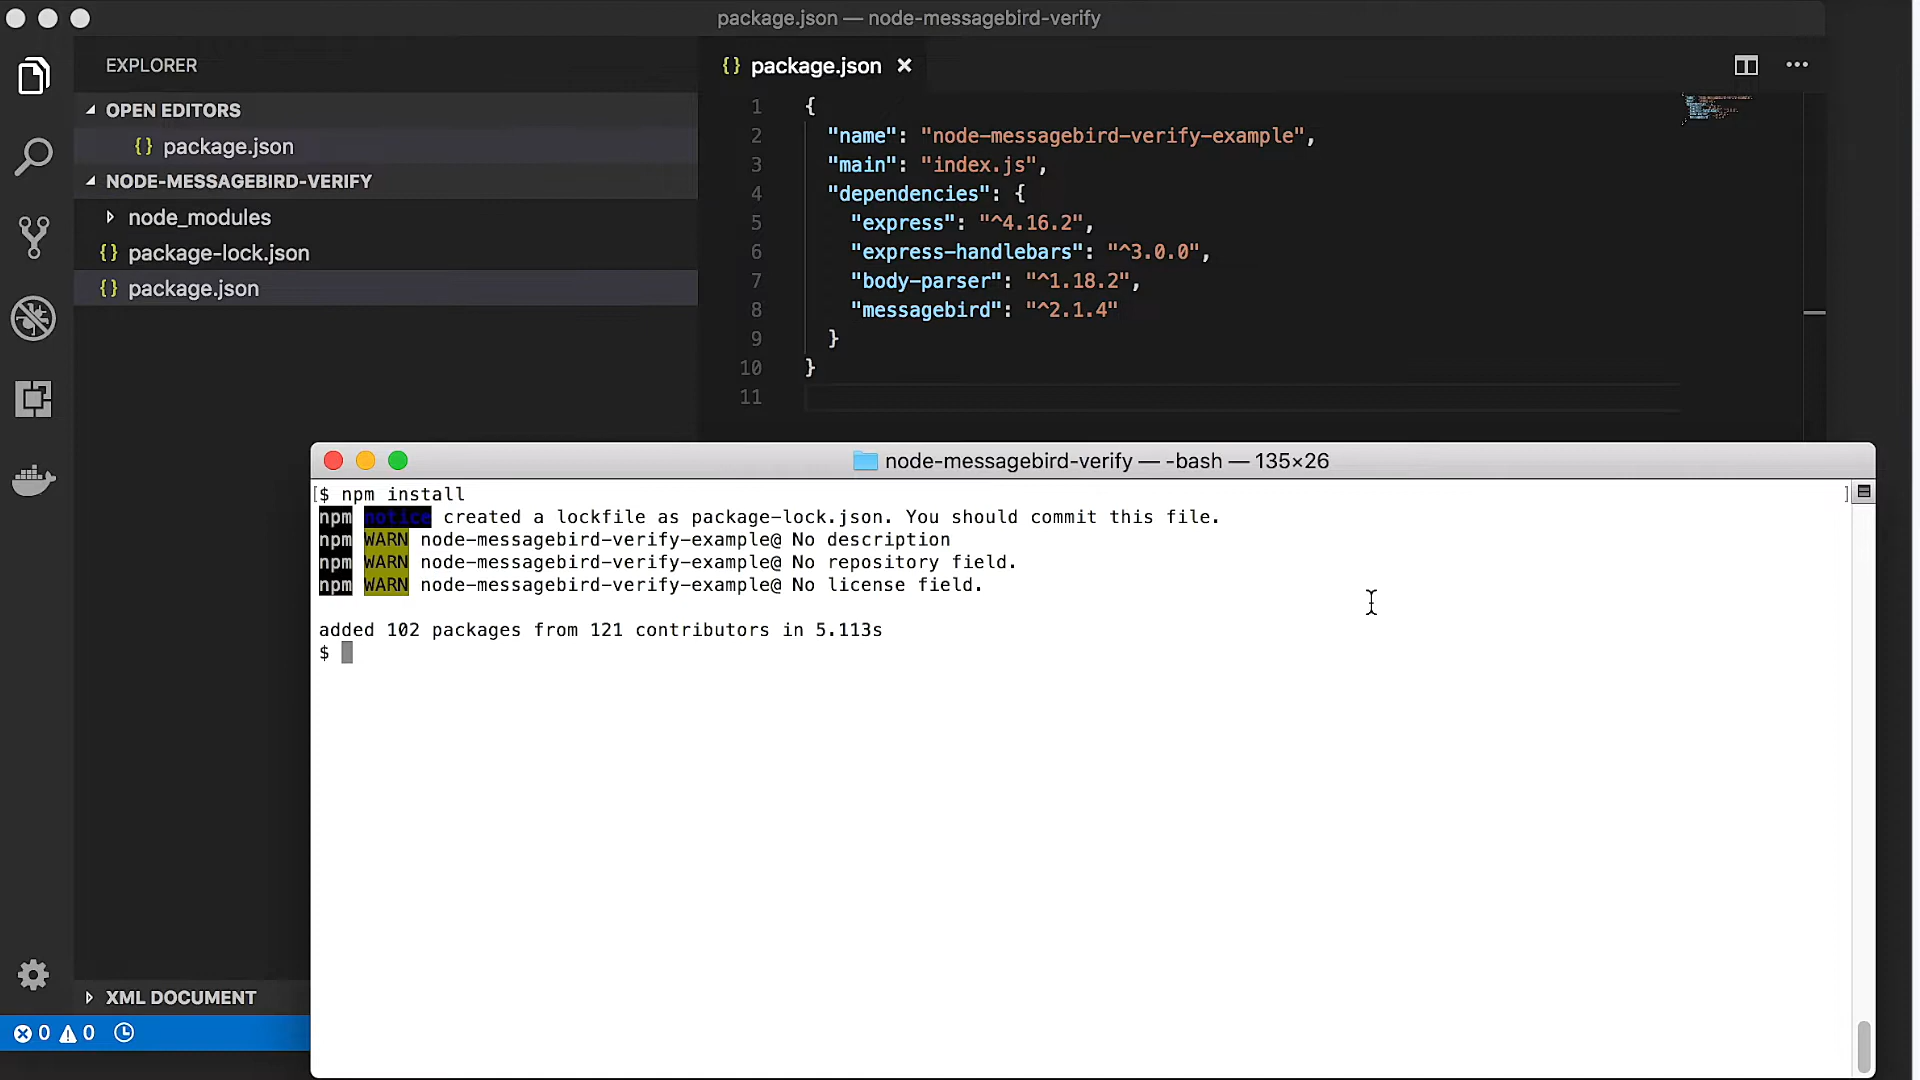 package.json — node-messagebird-verify
EXPLORER
OPEN EDITORS
{} package.json
NODE-MESSAGEBIRD-VERIFY
node_modules
{} package-lock.json
{} package.json
XML DOCUMENT
0 0
{} package.json ×
1 {
2 "name": "node-messagebird-verify-example",
3 "main": "index.js",
4 "dependencies": {
5 "express": "^4.16.2",
6 "express-handlebars": "^3.0.0",
7 "body-parser": "^1.18.2",
8 "messagebird": "^2.1.4"
9 }
10 }
11
node-messagebird-verify — -bash — 135×26
[$ npm install ]
npm notice created a lockfile as package-lock.json. You should commit this file.
npm WARN node-messagebird-verify-example@ No description
npm WARN node-messagebird-verify-example@ No repository field.
npm WARN node-messagebird-verify-example@ No license field.
added 102 packages from 121 contributors in 5.113s
$